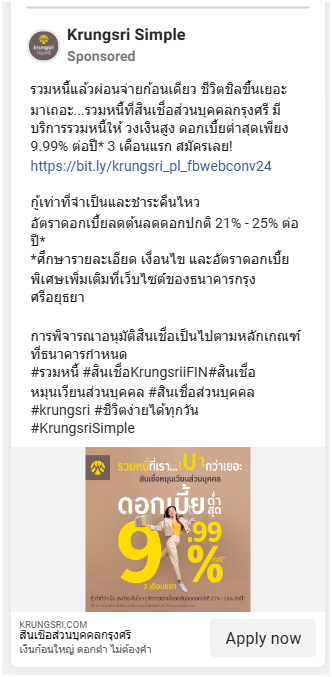 Krungsri Simple
Sponsored
รวมหนี้แล้วผ่อนจ่ายก้อนเดียว ชีวิตชิลขึ้นเยอะ
มาเถอะ...รวมหนี้ที่สินเชื่อส่วนบุคคลกรุงศรี มี
บริการรวมหนี้ให้ วงเงินสูง ดอกเบี้ยต่ำสุดเพียง
9.99% ต่อปี* 3 เดือนแรก สมัครเลย!
https://bit.ly/krungsri_pl_fbwebconv24
กู้เท่าที่จำเป็นและชำระคืนไหว
อัตราดอกเบี้ยลดต้นลดดอกปกติ 21% - 25% ต่อ
ปี*
*ศึกษารายละเอียด เงื่อนไข และอัตราดอกเบี้ย
พิเศษเพิ่มเติมที่เว็บไซต์ของธนาคารกรุง
ศรีอยุธยา
การพิจารณาอนุมัติสินเชื่อเป็นไปตามหลักเกณฑ์
ที่ธนาคารกำหนด
#รวมหนี้ #สินเชื่อKrungsriiFIN#สินเชื่อ
หมุนเวียนส่วนบุคคล #สินเชื่อส่วนบุคคล
#krungsri #ชีวิตง่ายได้ทุกวัน
#KrungsriSimple
รวมหนี้ที่เรา...เบากว่าเยอะ
สินเชื่อหมุนเวียนส่วนบุคคล
ดอกเบี้ยต่ำสุด
9.99%
3 เดือนแรก
KRUNGSRI.COM
สินเชื่อส่วนบุคคลกรุงศรี
เงินก้อนใหญ่ ดอกต่ำ ไม่ต้องค้ำ
Apply now